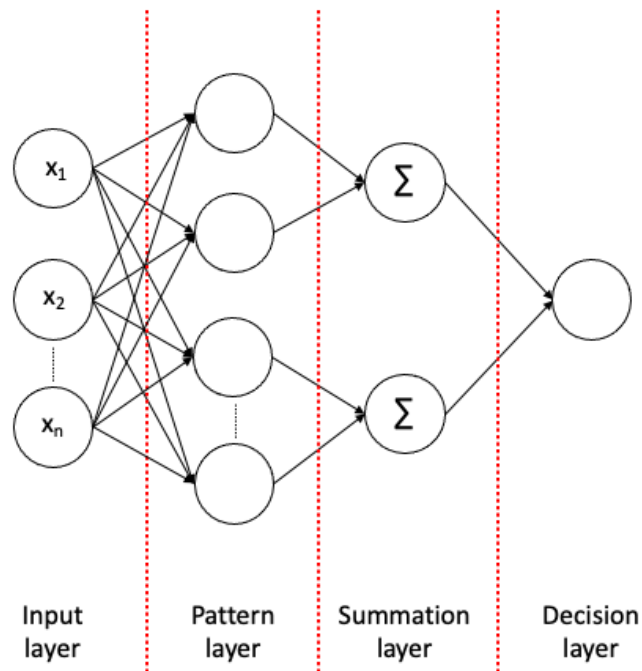 x₁
x₂
xₙ
Σ
Σ
Input
layer
Pattern
layer
Summation
layer
Decision
layer